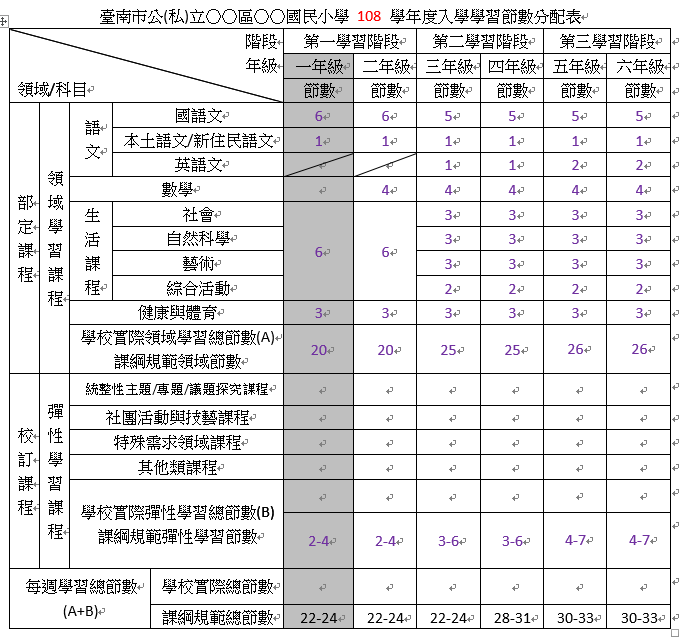 臺南市公(私)立○○區○○國民小學 108 學年度入學學習節數分配表
階段 第一學習階段 第二學習階段 第三學習階段
年級 一年級 二年級 三年級 四年級 五年級 六年級
領域/科目 節數 節數 節數 節數 節數 節數
部定課程
領域學習課程
語文
國語文 6 6 5 5 5 5
本土語文/新住民語文 1 1 1 1 1 1
英語文 1 1 2 2
數學 4 4 4 4 4
生活課程
社會 3 3 3 3
自然科學 3 3 3 3
6 6
藝術 3 3 3 3
綜合活動 2 2 2 2
健康與體育 3 3 3 3 3 3
學校實際領域學習總節數(A)
課綱規範領域節數
20 20 25 25 26 26
校訂課程
彈性學習課程
統整性主題/專題/議題探究課程
社團活動與技藝課程
特殊需求領域課程
其他類課程
學校實際彈性學習總節數(B)
課綱規範彈性學習節數 2-4 2-4 3-6 3-6 4-7 4-7
每週學習總節數
(A+B)
學校實際總節數
課綱規範總節數 22-24 22-24 22-24 28-31 30-33 30-33